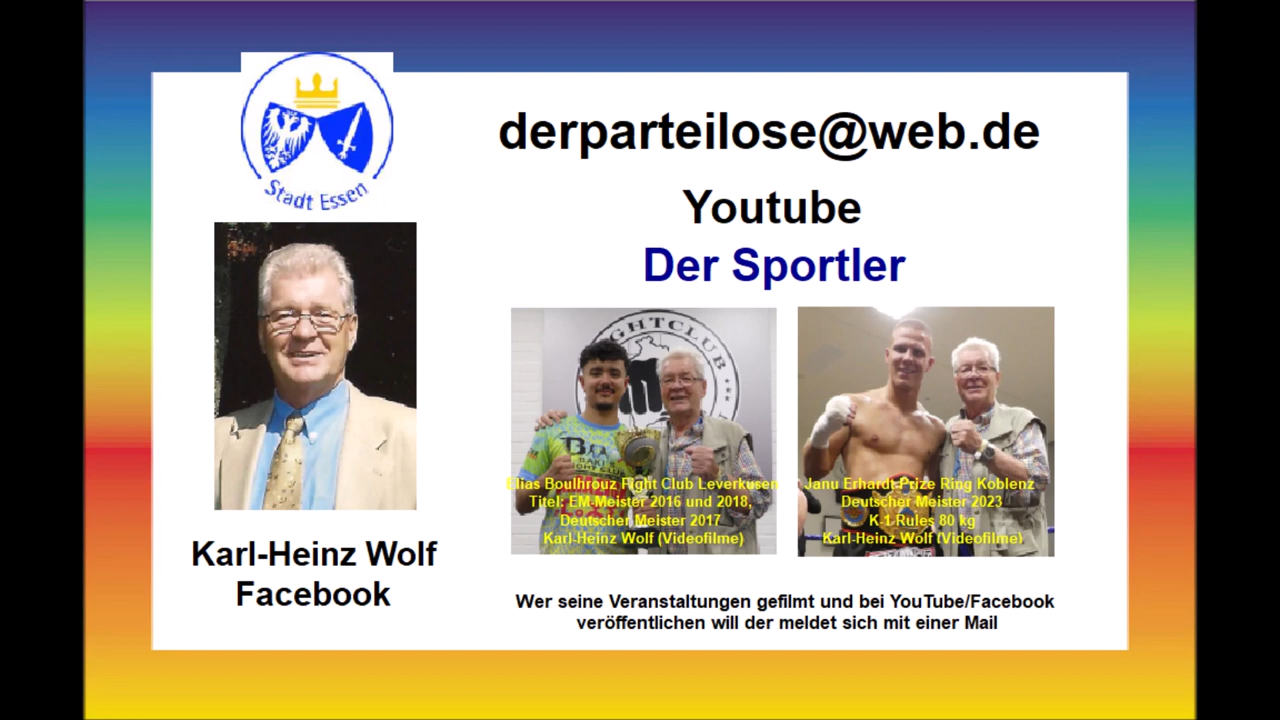 Stadt Essen
derparteilose@web.de
Youtube
Der Sportler
GHTCLUB
Elias Boulhrouz Fight Club Leverkusen
Titel: EM-Meister 2016 und 2018,
Deutscher Meister 2017
Karl-Heinz Wolf (Videofilme)
Janu Erhardt Prize Ring Koblenz
Deutscher Meister 2023
K-1 Rules 80 kg
Karl-Heinz Wolf (Videofilme)
Karl-Heinz Wolf
Facebook
Wer seine Veranstaltungen gefilmt und bei YouTube/Facebook
veröffentlichen will der meldet sich mit einer Mail